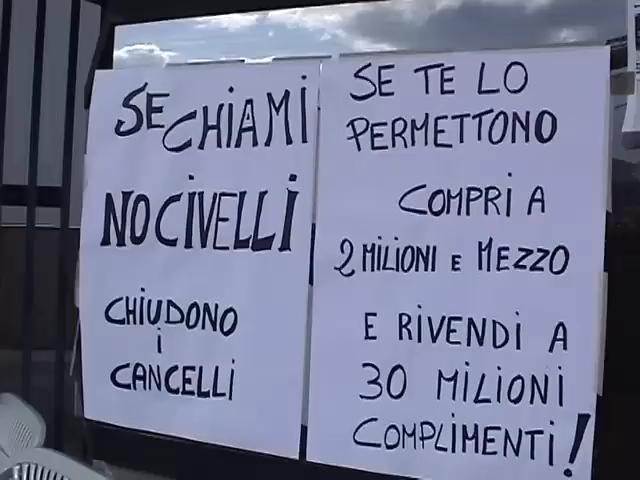 SE CHIAMI
NOCIVELLI
CHIUDONO
i
CANCELLI
SE TE LO
PERMETTONO
COMPRI A
2 MILIONI E MEZZO
E RIVENDI A
30 MILIONI
COMPLIMENTI!